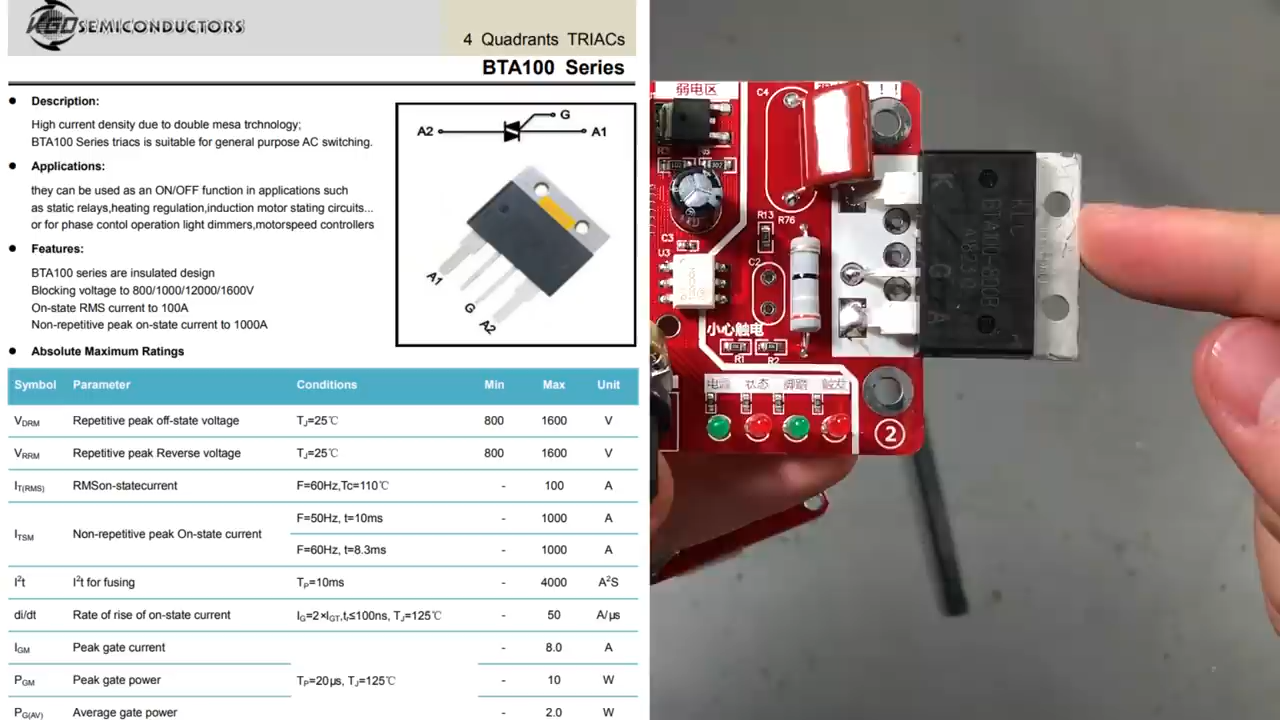 KGD SEMICONDUCTORS
4 Quadrants TRIACs
BTA100 Series
● Description:
High current density due to double mesa trchnology;
BTA100 Series triacs is suitable for general purpose AC switching.
● Applications:
they can be used as an ON/OFF function in applications such
as static relays,heating regulation,induction motor stating circuits...
or for phase contol operation light dimmers,motorspeed controllers
● Features:
BTA100 series are insulated design
Blocking voltage to 800/1000/12000/1600V
On-state RMS current to 100A
Non-repetitive peak on-state current to 1000A
● Absolute Maximum Ratings
A2 G A1
A1
G
A2
Symbol Parameter Conditions Min Max Unit
VDRM Repetitive peak off-state voltage TJ=25℃ 800 1600 V
VRRM Repetitive peak Reverse voltage TJ=25℃ 800 1600 V
IT(RMS) RMSon-statecurrent F=60Hz,Tc=110℃ - 100 A
ITSM Non-repetitive peak On-state current F=50Hz, t=10ms - 1000 A
F=60Hz, t=8.3ms - 1000 A
I²t I²t for fusing TP=10ms - 4000 A²S
di/dt Rate of rise of on-state current IG=2×IGT,tr≤100ns, TJ=125℃ - 50 A/μs
IGM Peak gate current - 8.0 A
PGM Peak gate power TP=20μs, TJ=125℃ - 10 W
PG(AV) Average gate power - 2.0 W
弱电区
C4
!!
R13
R76
C3
U3
C2
小心触电
R1 R2
电源 状态 脚踏 触发
②
K G A
BTA100-800B
A1823